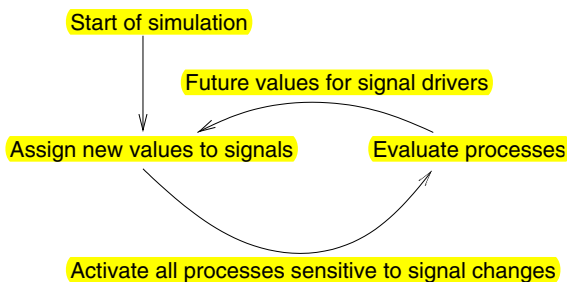 Start of simulation
Future values for signal drivers
Assign new values to signals
Evaluate processes
Activate all processes sensitive to signal changes